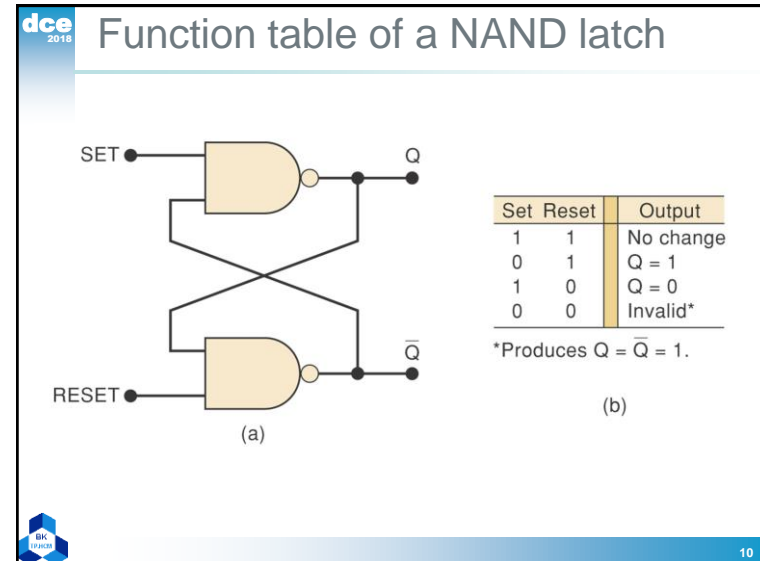 dce
2018
Function table of a NAND latch
SET
Q
RESET
Q̅
(a)
Set Reset Output
1 1 No change
0 1 Q = 1
1 0 Q = 0
0 0 Invalid*
*Produces Q = Q̅ = 1.
(b)
BK
TP.HCM
10